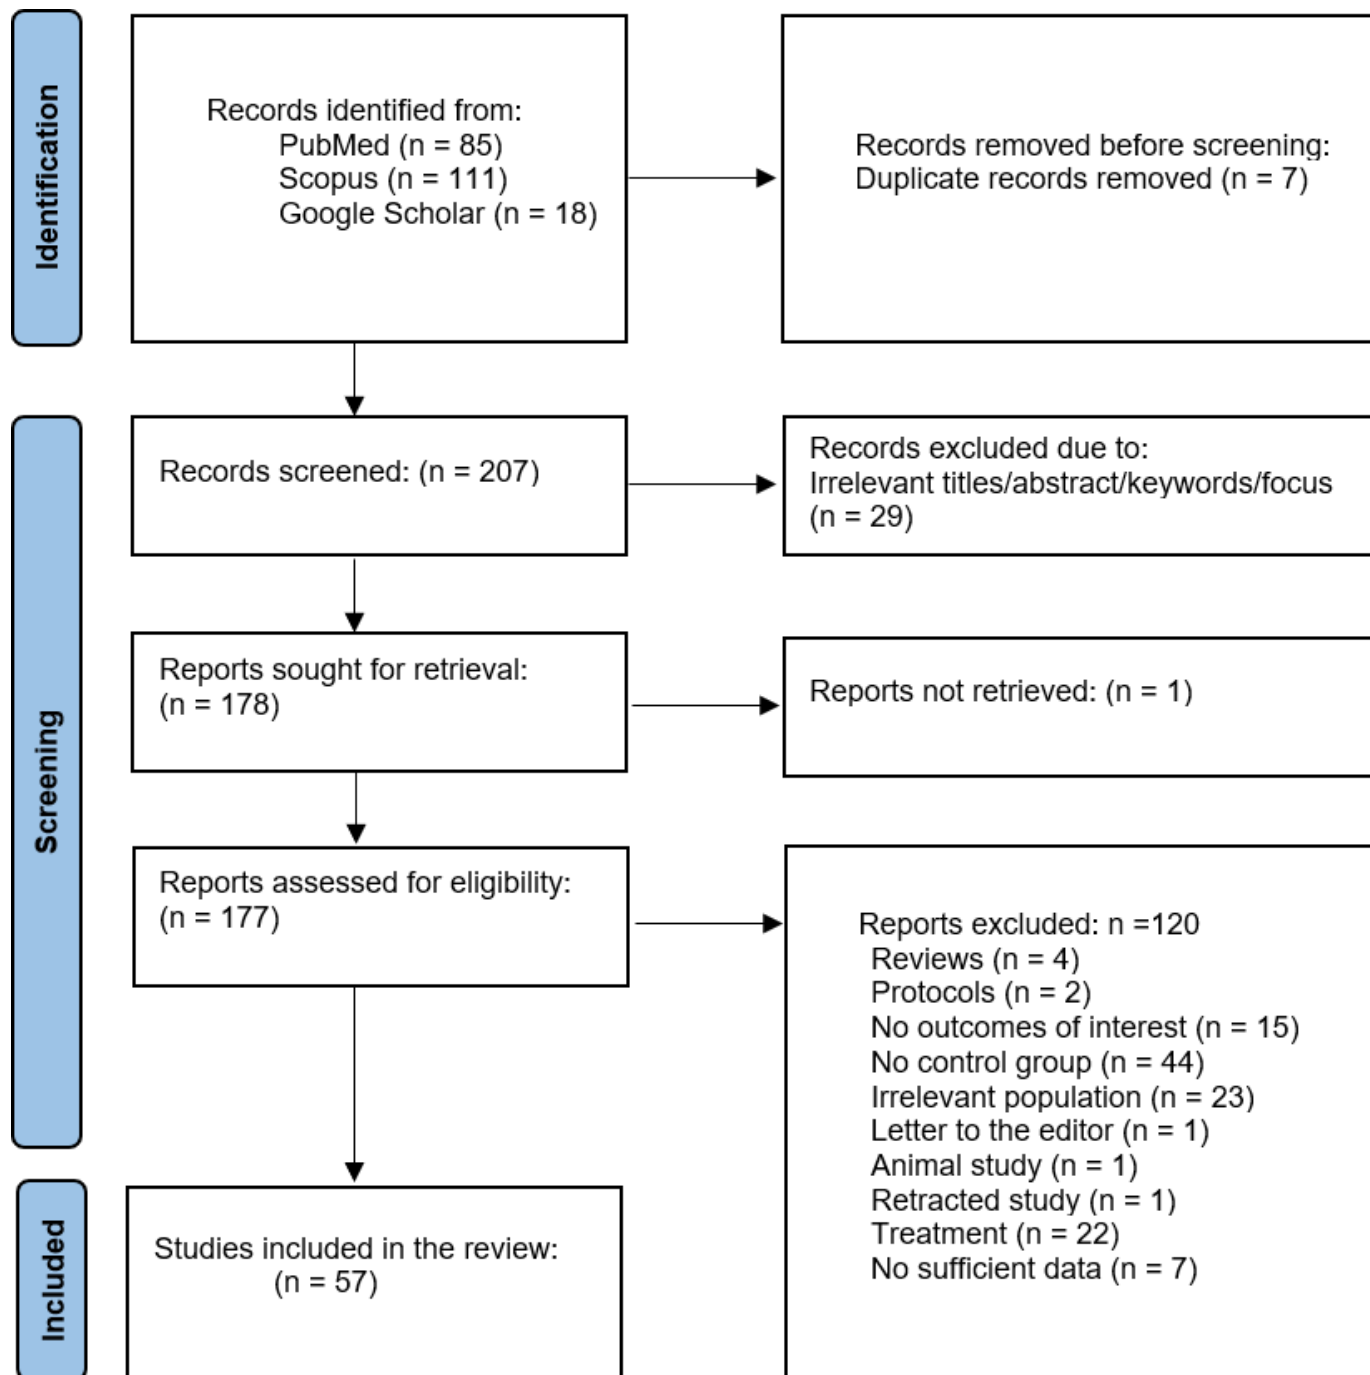 Identification
Records identified from:
PubMed (n = 85)
Scopus (n = 111)
Google Scholar (n = 18)
Records removed before screening:
Duplicate records removed (n = 7)
Screening
Records screened: (n = 207)
Records excluded due to:
Irrelevant titles/abstract/keywords/focus
(n = 29)
Reports sought for retrieval:
(n = 178)
Reports not retrieved: (n = 1)
Reports assessed for eligibility:
(n = 177)
Reports excluded: n =120
Reviews (n = 4)
Protocols (n = 2)
No outcomes of interest (n = 15)
No control group (n = 44)
Irrelevant population (n = 23)
Letter to the editor (n = 1)
Animal study (n = 1)
Retracted study (n = 1)
Treatment (n = 22)
No sufficient data (n = 7)
Included
Studies included in the review:
(n = 57)